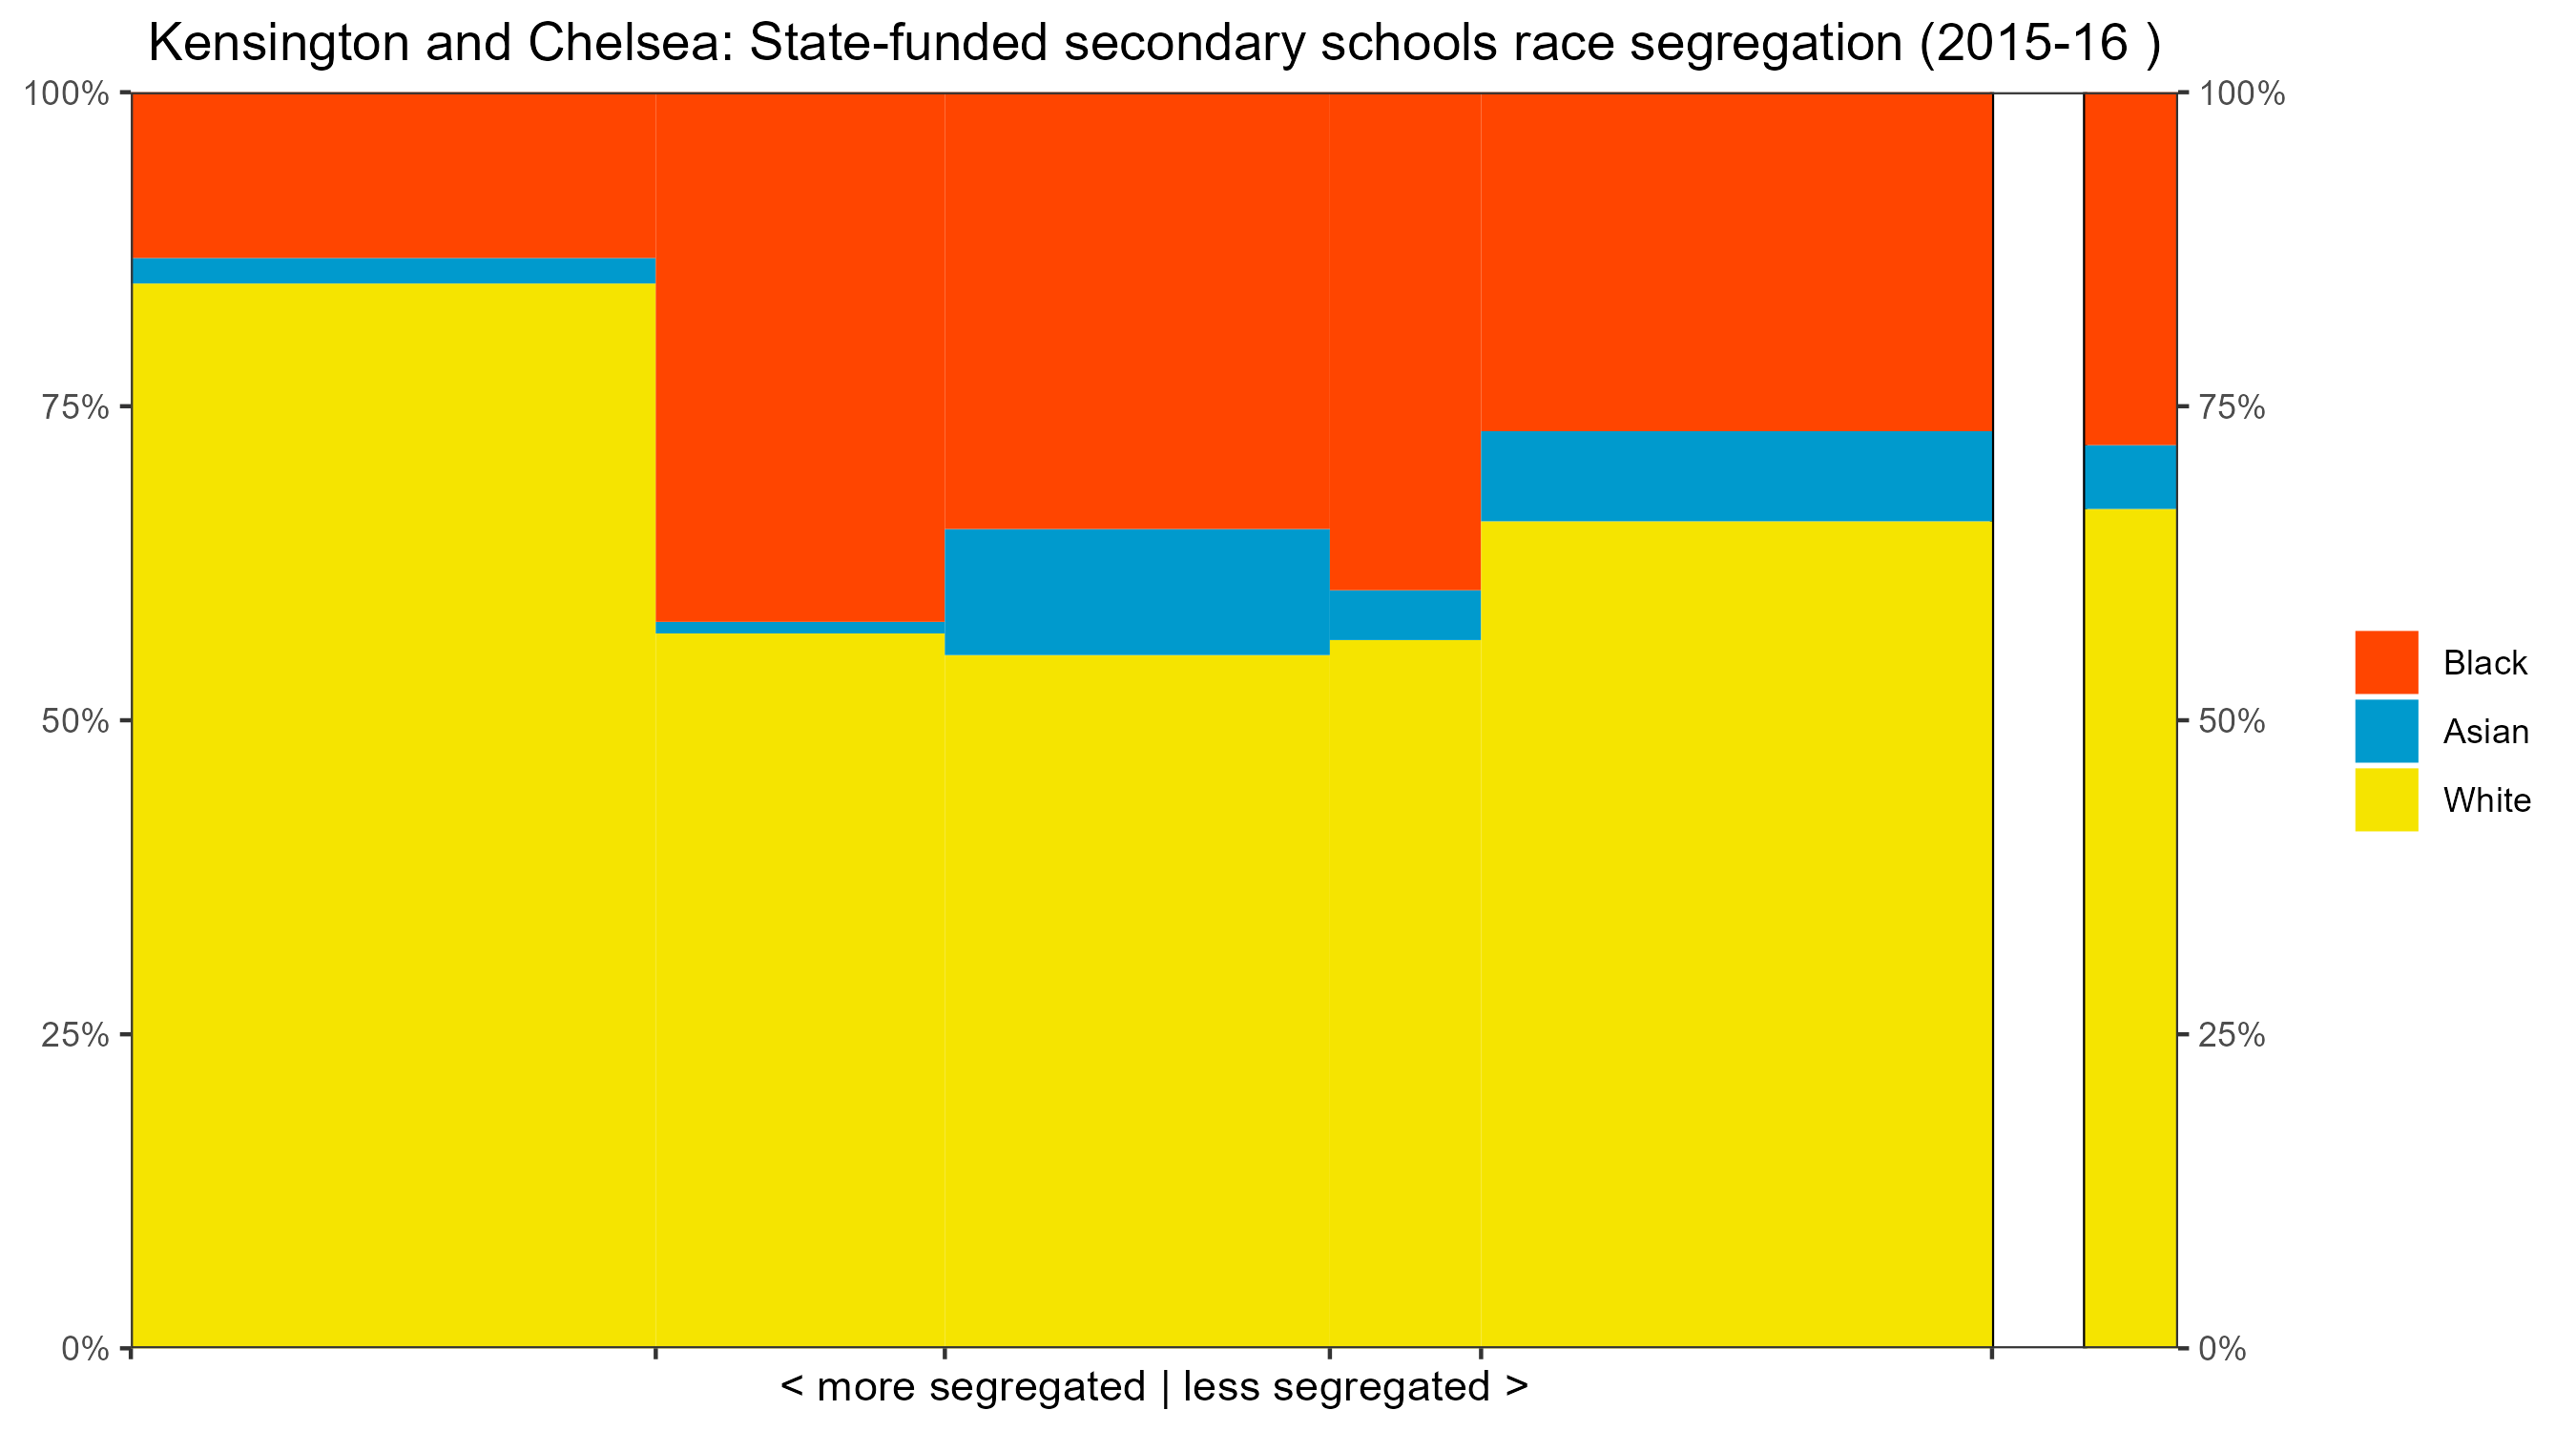 Kensington and Chelsea: State-funded secondary schools race segregation (2015-16 )
100%
75%
50%
25%
0%
100%
75%
50%
25%
0%
Black
Asian
White
< more segregated | less segregated >